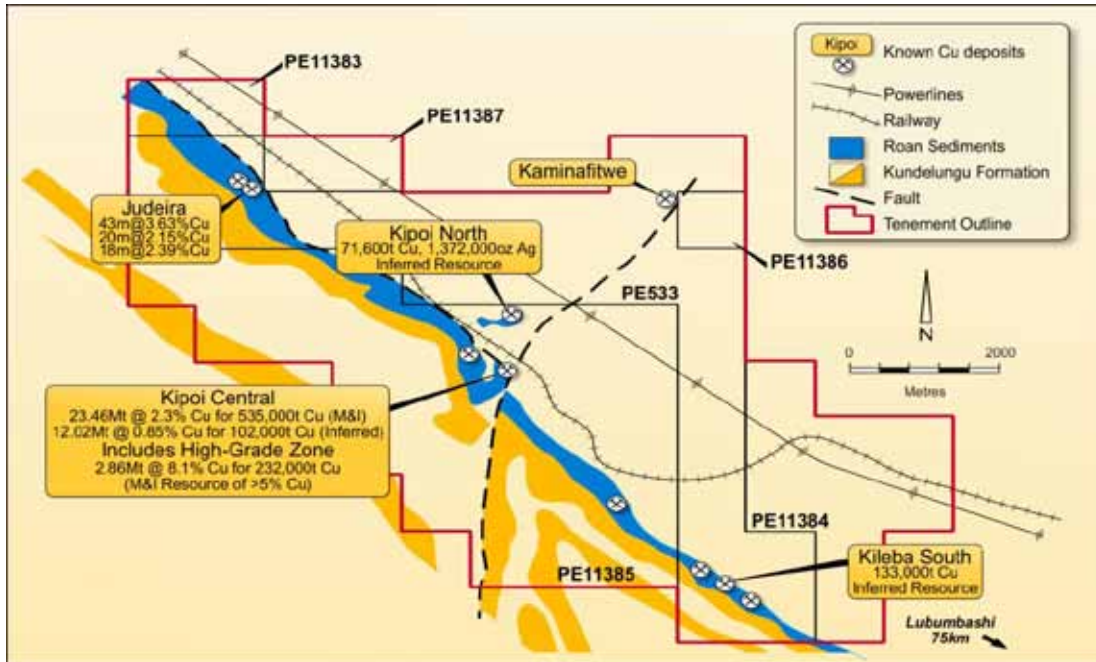 PE11383
PE11387
Kaminafitwe
Judeira
43m@3.63%Cu
20m@2.15%Cu
18m@2.39%Cu
Kipoi North
71,600t Cu, 1,372,000oz Ag
Inferred Resource
PE11386
PE533
Kipoi Central
23.46Mt @ 2.3% Cu for 535,000t Cu (M&I)
12.02Mt @ 0.85% Cu for 102,000t Cu (Inferred)
Includes High-Grade Zone
2.86Mt @ 8.1% Cu for 232,000t Cu
(M&I Resource of >5% Cu)
PE11384
PE11385
Kileba South
133,000t Cu
Inferred Resource
Lubumbashi
75km
Kipoi
Known Cu deposits
Powerlines
Railway
Roan Sediments
Kundelungu Formation
Fault
Tenement Outline
N
0 2000
Metres